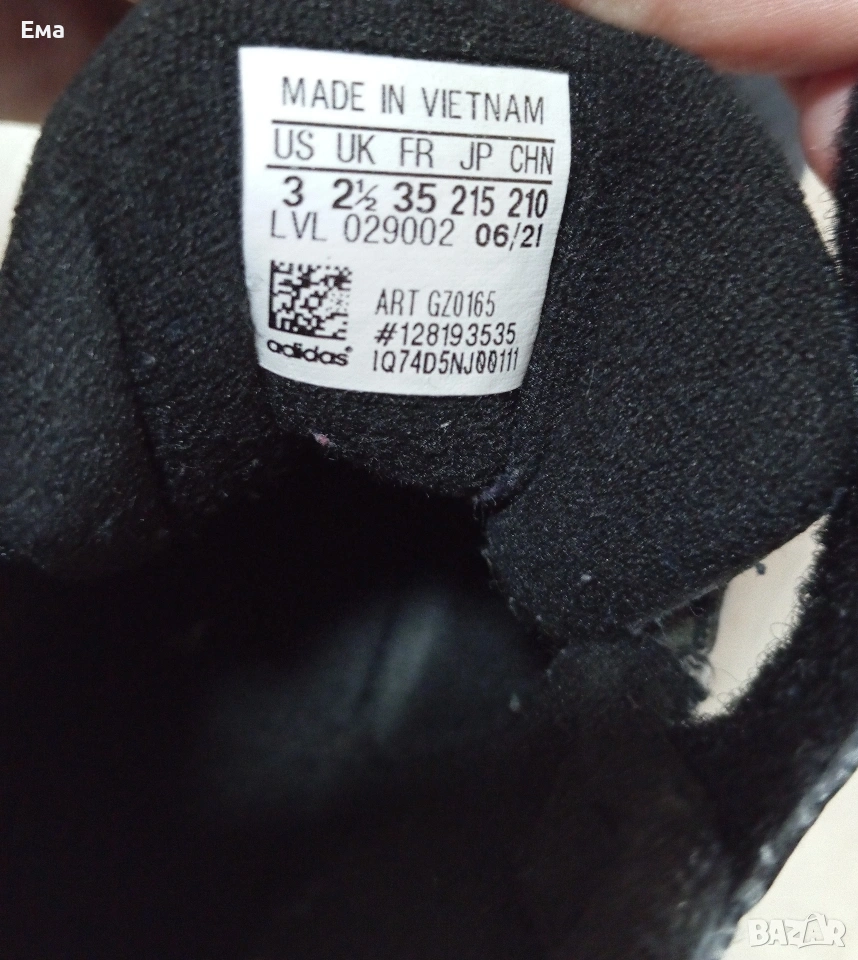 Ema
MADE IN VIETNAM
US UK FR JP CHN
3 2½ 35 215 210
LVL 029002 06/21
ART GZ0165
#128193535
adidas® IQ74D5NJ00111
BAZAR